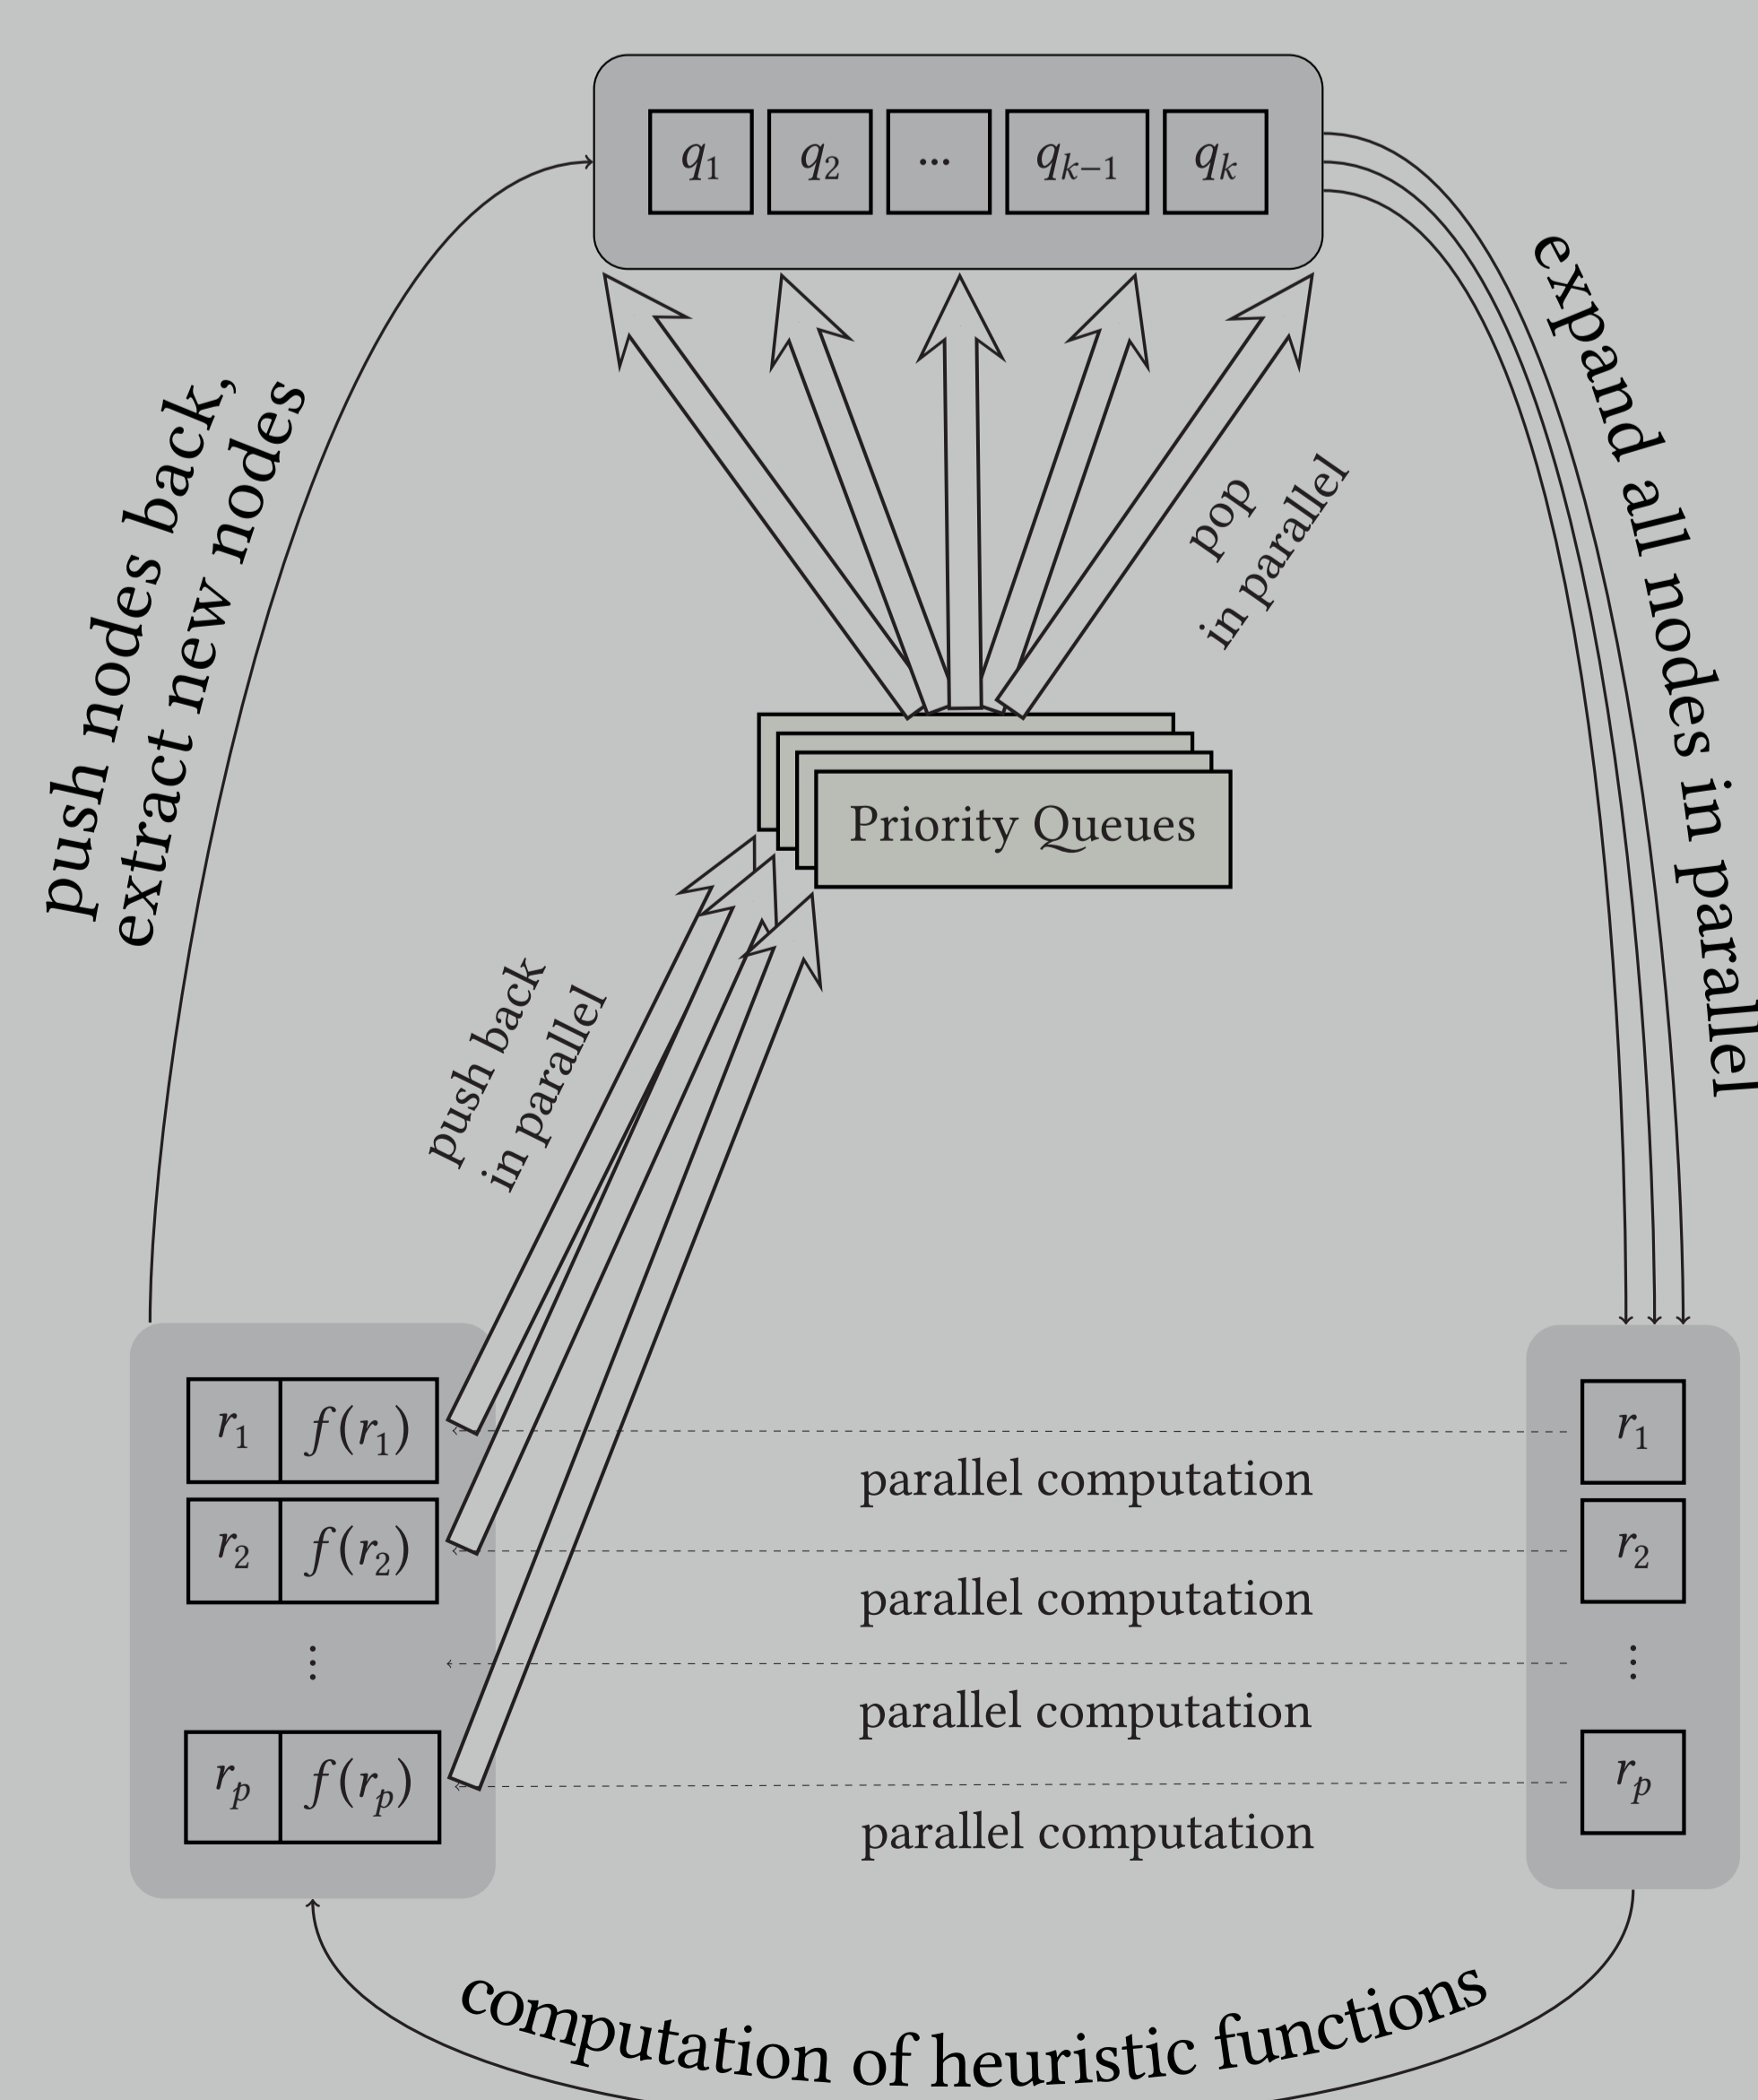 q1 q2 ... qk−1 qk
push nodes back,
extract new nodes
expand all nodes in parallel
pop
in parallel
Priority Queues
push back
in parallel
r1 f(r1)
r2 f(r2)
⋮
rp f(rp)
parallel computation
parallel computation
parallel computation
parallel computation
r1
r2
⋮
rp
computation of heuristic functions